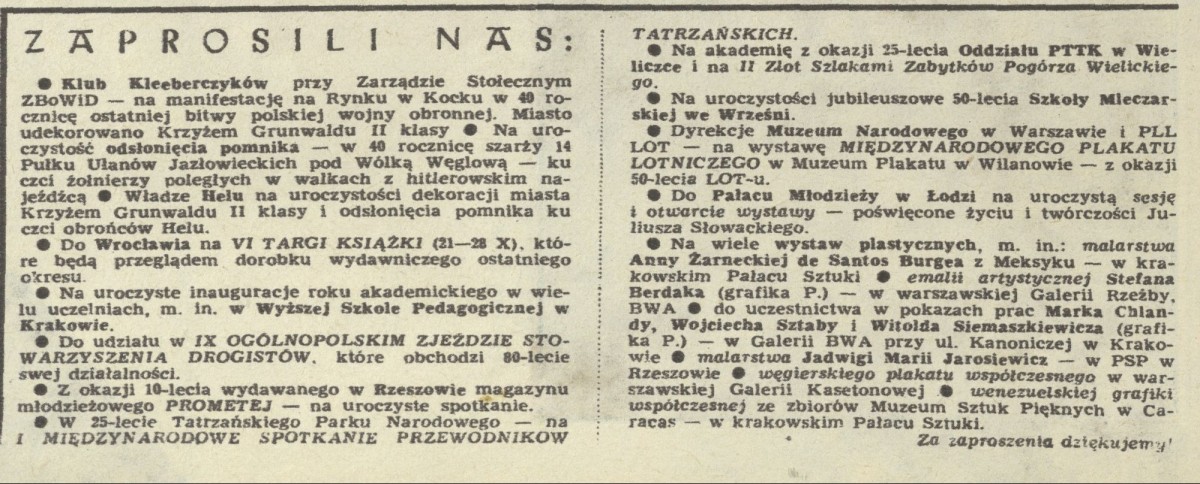 ZAPROSILI NAS:
● Klub Kleeberczyków przy Zarządzie Stołecznym
ZBoWiD — na manifestację na Rynku w Kocku w 40 ro-
cznicę ostatniej bitwy polskiej wojny obronnej. Miasto
udekorowano Krzyżem Grunwaldu II klasy ● Na uro-
czystość odsłonięcia pomnika — w 40 rocznicę szarży 14
Pułku Ułanów Jazłowieckich pod Wólką Węglową — ku
czci żołnierzy poległych w walkach z hitlerowskim na-
jeźdźcą ● Władze Helu na uroczystości dekoracji miasta
Krzyżem Grunwaldu II klasy i odsłonięcia pomnika ku
czci obrońców Helu.
● Do Wrocławia na VI TARGI KSIĄŻKI (21—28 X), któ-
re będą przeglądem dorobku wydawniczego ostatniego
okresu.
● Na uroczyste inauguracje roku akademickiego w wie-
lu uczelniach, m. in. w Wyższej Szkole Pedagogicznej w
Krakowie.
● Do udziału w IX OGÓLNOPOLSKIM ZJEŹDZIE STO-
WARZYSZENIA DROGISTÓW, które obchodzi 80-lecie
swej działalności.
● Z okazji 10-lecia wydawanego w Rzeszowie magazynu
młodzieżowego PROMETEJ — na uroczyste spotkanie.
● W 25-lecie Tatrzańskiego Parku Narodowego — na
I MIĘDZYNARODOWE SPOTKANIE PRZEWODNIKÓW
TATRZAŃSKICH.
● Na akademię z okazji 25-lecia Oddziału PTTK w Wie-
liczce i na II Zlot Szlakami Zabytków Pogórza Wielickie-
go.
● Na uroczystości jubileuszowe 50-lecia Szkoły Mleczar-
skiej we Wrześni.
● Dyrekcje Muzeum Narodowego w Warszawie i PLL
LOT — na wystawę MIĘDZYNARODOWEGO PLAKATU
LOTNICZEGO w Muzeum Plakatu w Wilanowie — z okazji
50-lecia LOT-u.
● Do Pałacu Młodzieży w Łodzi na uroczystą sesję
i otwarcie wystawy — poświęcone życiu i twórczości Ju-
liusza Słowackiego.
● Na wiele wystaw plastycznych, m. in.: malarstwa
Anny Żarneckiej de Santos Burgea z Meksyku — w kra-
kowskim Pałacu Sztuki ● emalii artystycznej Stefana
Berdaka (grafika P.) — w warszawskiej Galerii Rzeźby,
BWA ● do uczestnictwa w pokazach prac Marka Chlan-
dy, Wojciecha Sztaby i Witolda Siemaszkiewicza (grafi-
ka P.) — w Galerii BWA przy ul. Kanoniczej w Krako-
wie ● malarstwa Jadwigi Marii Jarosiewicz — w PSP w
Rzeszowie ● węgierskiego plakatu współczesnego w war-
szawskiej Galerii Kasetonowej ● wenezuelskiej grafiki
współczesnej ze zbiorów Muzeum Sztuk Pięknych w Ca-
racas — w krakowskim Pałacu Sztuki.
Za zaproszenia dziękujemy!